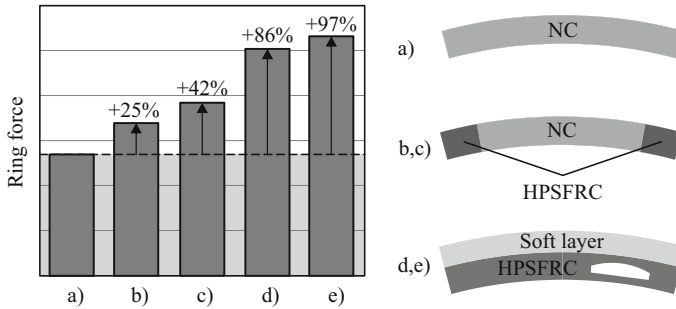 +97%
+86%
+42%
+25%
Ring force
a) b) c) d) e)
a) NC
b,c) NC
HPSFRC
Soft layer
d,e) HPSFRC